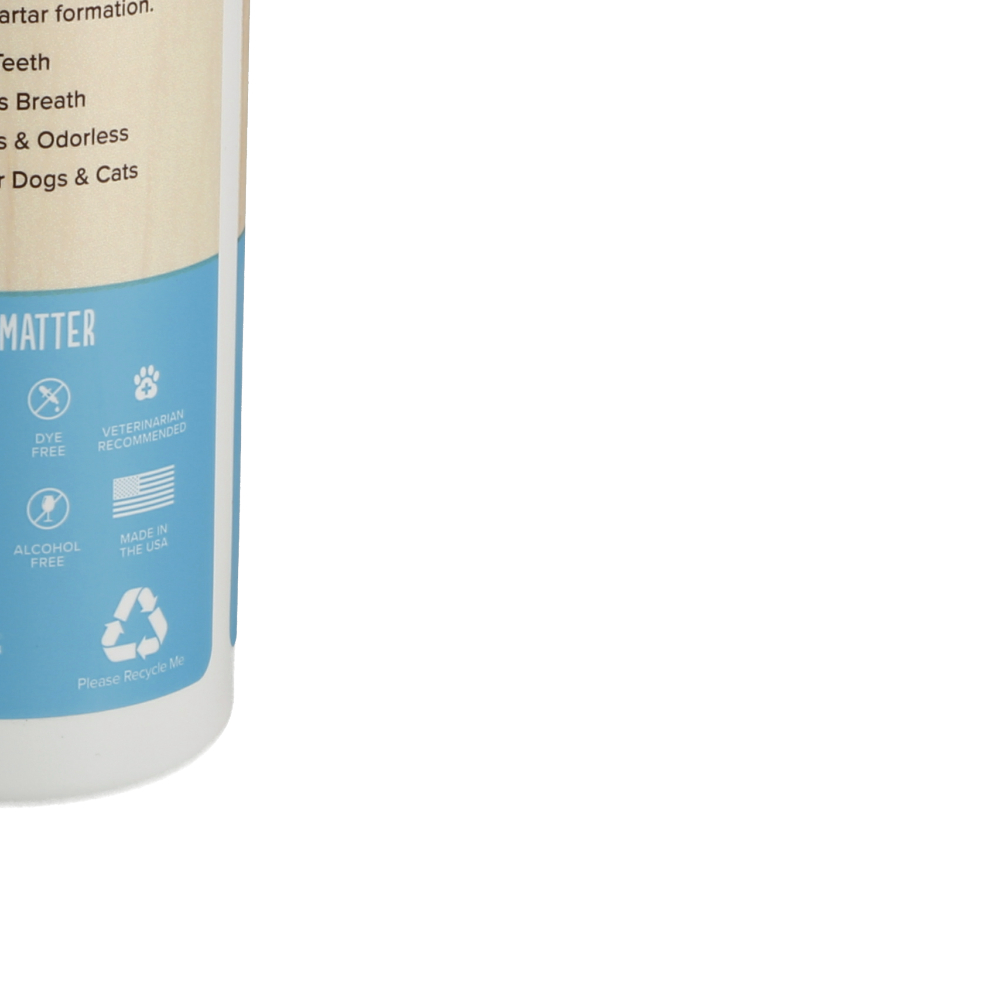 artar formation.
Teeth
s Breath
s & Odorless
r Dogs & Cats
MATTER
DYE
FREE
VETERINARIAN
RECOMMENDED
ALCOHOL
FREE
MADE IN
THE USA
Please Recycle Me